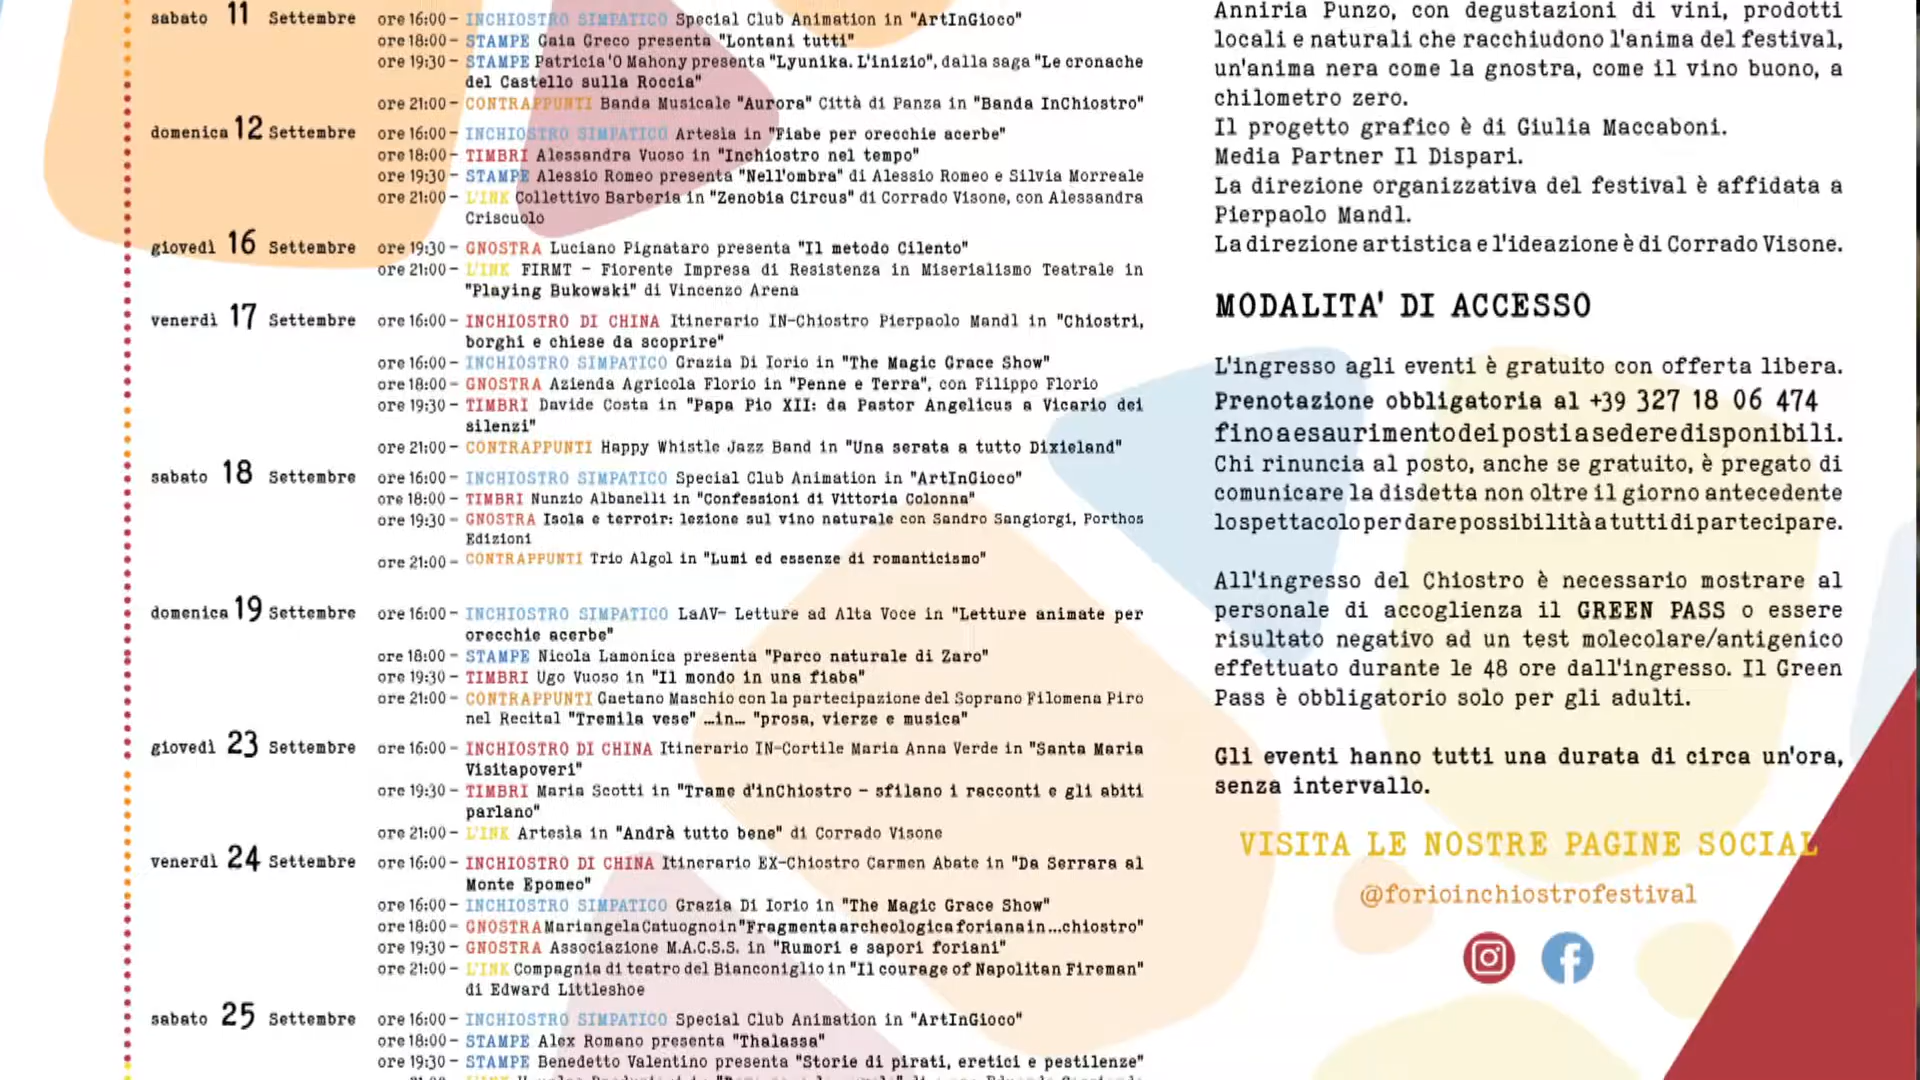 sabato 11 Settembre ore 16:00 - INCHIOSTRO SIMPATICO Special Club Animation in "ArtInGioco"
ore 18:00 - STAMPE Gaia Greco presenta "Lontani tutti"
ore 19:30 - STAMPE Patricia'O Mahony presenta "Lyunika. L'inizio", dalla saga "Le cronache
del Castello sulla Roccia"
ore 21:00 - CONTRAPPUNTI Banda Musicale "Aurora" Città di Panza in "Banda InChiostro"
domenica 12 Settembre ore 16:00 - INCHIOSTRO SIMPATICO Artesia in "Fiabe per orecchie acerbe"
ore 18:00 - TIMBRI Alessandra Vuoso in "Inchiostro nel tempo"
ore 19:30 - STAMPE Alessio Romeo presenta "Nell'ombra" di Alessio Romeo e Silvia Morreale
ore 21:00 - L'INK Collettivo Barberia in "Zenobia Circus" di Corrado Visone, con Alessandra
Criscuolo
giovedì 16 Settembre ore 19:30 - GNOSTRA Luciano Pignataro presenta "Il metodo Cilento"
ore 21:00 - L'INK FIRMT - Fiorente Impresa di Resistenza in Miserialismo Teatrale in
"Playing Bukowski" di Vincenzo Arena
venerdì 17 Settembre ore 16:00 - INCHIOSTRO DI CHINA Itinerario IN-Chiostro Pierpaolo Mandl in "Chiostri,
borghi e chiese da scoprire"
ore 16:00 - INCHIOSTRO SIMPATICO Grazia Di Iorio in "The Magic Grace Show"
ore 18:00 - GNOSTRA Azienda Agricola Florio in "Penne e Terra", con Filippo Florio
ore 19:30 - TIMBRI Davide Costa in "Papa Pio XII: da Pastor Angelicus a Vicario dei
silenzi"
ore 21:00 - CONTRAPPUNTI Happy Whistle Jazz Band in "Una serata a tutto Dixieland"
sabato 18 Settembre ore 16:00 - INCHIOSTRO SIMPATICO Special Club Animation in "ArtInGioco"
ore 18:00 - TIMBRI Nunzio Albanelli in "Confessioni di Vittoria Colonna"
ore 19:30 - GNOSTRA Isola e terroir: lezione sul vino naturale con Sandro Sangiorgi, Porthos
Edizioni
ore 21:00 - CONTRAPPUNTI Trio Algol in "Lumi ed essenze di romanticismo"
domenica 19 Settembre ore 16:00 - INCHIOSTRO SIMPATICO LaAV- Letture ad Alta Voce in "Letture animate per
orecchie acerbe"
ore 18:00 - STAMPE Nicola Lamonica presenta "Parco naturale di Zaro"
ore 19:30 - TIMBRI Ugo Vuoso in "Il mondo in una fiaba"
ore 21:00 - CONTRAPPUNTI Gaetano Maschio con la partecipazione del Soprano Filomena Piro
nel Recital "Tremila vese" ...in... "prosa, vierze e musica"
giovedì 23 Settembre ore 16:00 - INCHIOSTRO DI CHINA Itinerario IN-Cortile Maria Anna Verde in "Santa Maria
Visitapoveri"
ore 19:30 - TIMBRI Maria Scotti in "Trame d'inChiostro - sfilano i racconti e gli abiti
parlano"
ore 21:00 - L'INK Artesia in "Andrà tutto bene" di Corrado Visone
venerdì 24 Settembre ore 16:00 - INCHIOSTRO DI CHINA Itinerario EX-Chiostro Carmen Abate in "Da Serrara al
Monte Epomeo"
ore 16:00 - INCHIOSTRO SIMPATICO Grazia Di Iorio in "The Magic Grace Show"
ore 18:00 - GNOSTRA Mariangela Catuogno in "Fragmenta archeologica foriana in...chiostro"
ore 19:30 - GNOSTRA Associazione M.A.C.S.S. in "Rumori e sapori foriani"
ore 21:00 - L'INK Compagnia di teatro del Bianconiglio in "Il courage of Napolitan Fireman"
di Edward Littleshoe
sabato 25 Settembre ore 16:00 - INCHIOSTRO SIMPATICO Special Club Animation in "ArtInGioco"
ore 18:00 - STAMPE Alex Romano presenta "Thalassa"
ore 19:30 - STAMPE Benedetto Valentino presenta "Storie di pirati, eretici e pestilenze"
Anniria Punzo, con degustazioni di vini, prodotti
locali e naturali che racchiudono l'anima del festival,
un'anima nera come la gnostra, come il vino buono, a
chilometro zero.
Il progetto grafico è di Giulia Maccaboni.
Media Partner Il Dispari.
La direzione organizzativa del festival è affidata a
Pierpaolo Mandl.
La direzione artistica e l'ideazione è di Corrado Visone.
MODALITA' DI ACCESSO
L'ingresso agli eventi è gratuito con offerta libera.
Prenotazione obbligatoria al +39 327 18 06 474
fino a esaurimento dei posti a sedere disponibili.
Chi rinuncia al posto, anche se gratuito, è pregato di
comunicare la disdetta non oltre il giorno antecedente
lo spettacolo per dare possibilità a tutti di partecipare.
All'ingresso del Chiostro è necessario mostrare al
personale di accoglienza il GREEN PASS o essere
risultato negativo ad un test molecolare/antigenico
effettuato durante le 48 ore dall'ingresso. Il Green
Pass è obbligatorio solo per gli adulti.
Gli eventi hanno tutti una durata di circa un'ora,
senza intervallo.
VISITA LE NOSTRE PAGINE SOCIAL
@forioinchiostrofestival